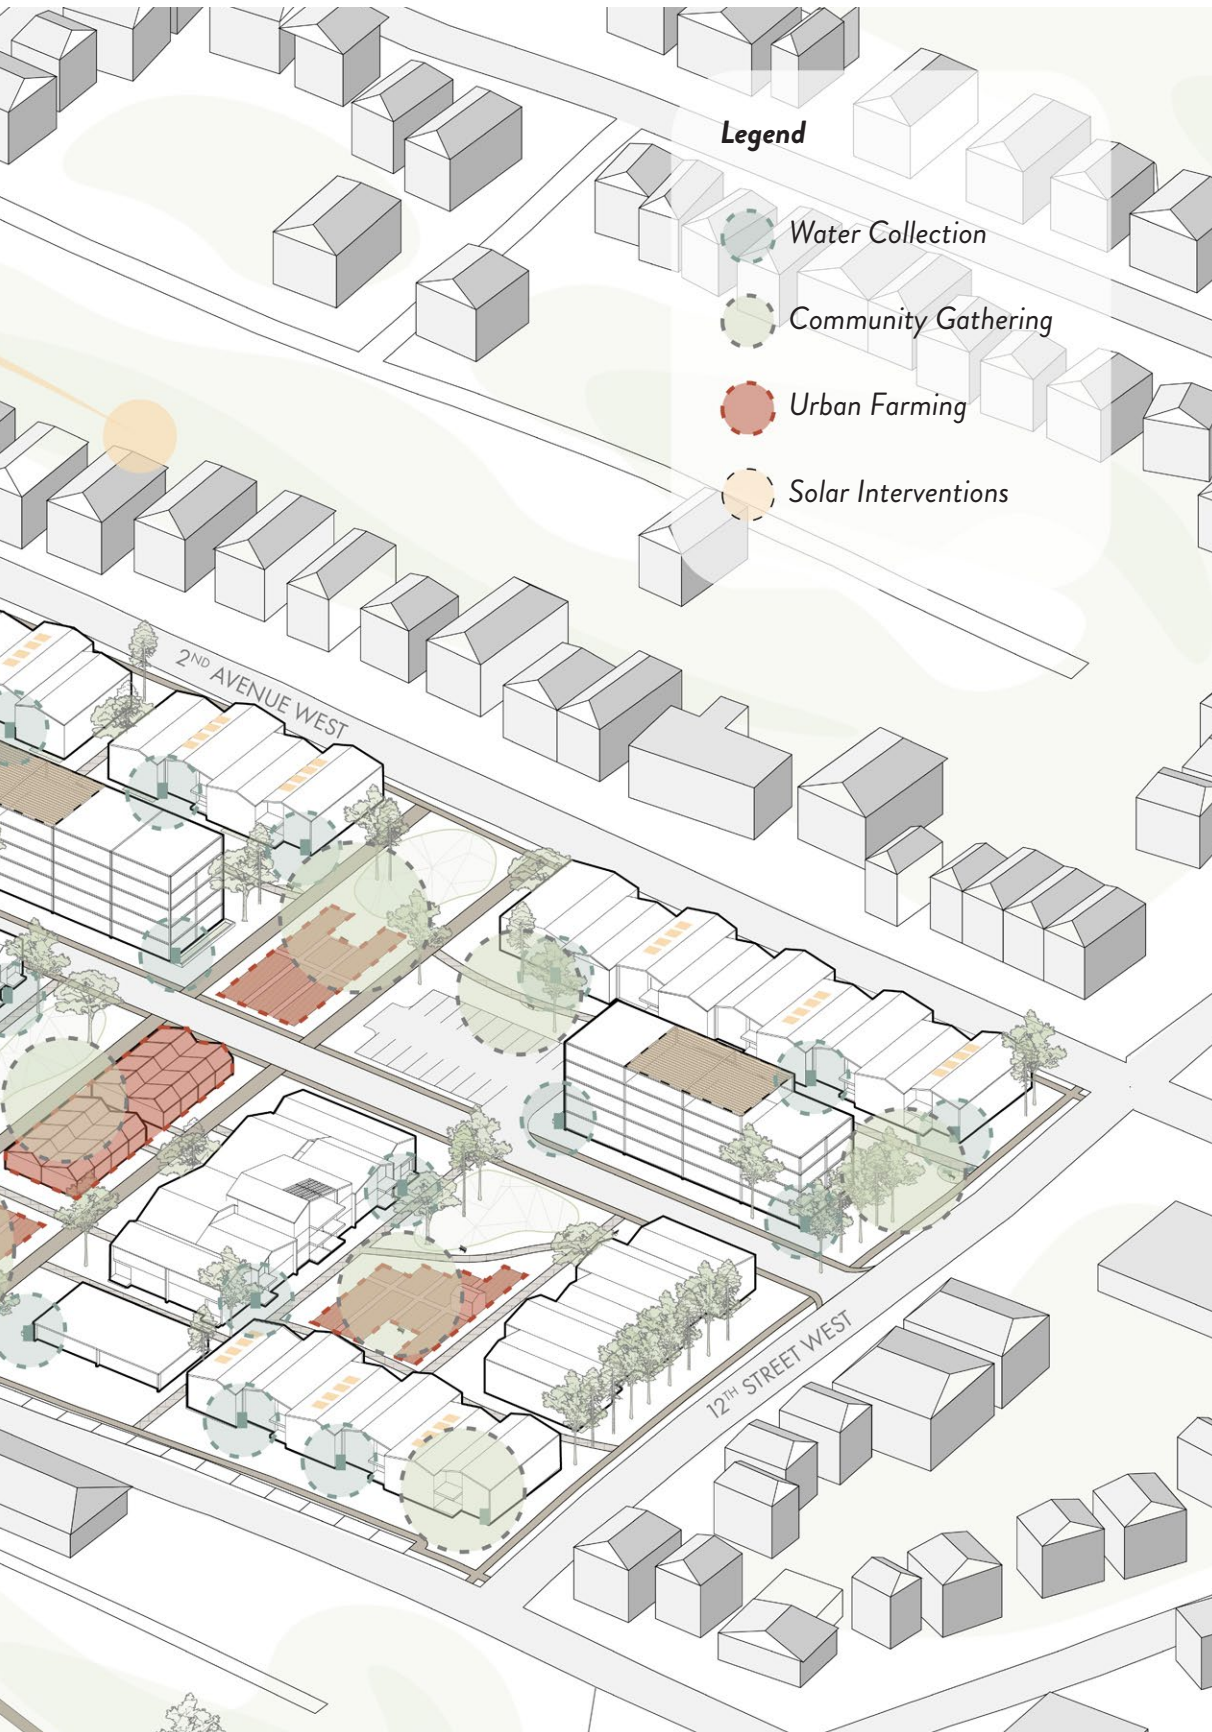 Legend
Water Collection
Community Gathering
Urban Farming
Solar Interventions
2ND AVENUE WEST
12TH STREET WEST